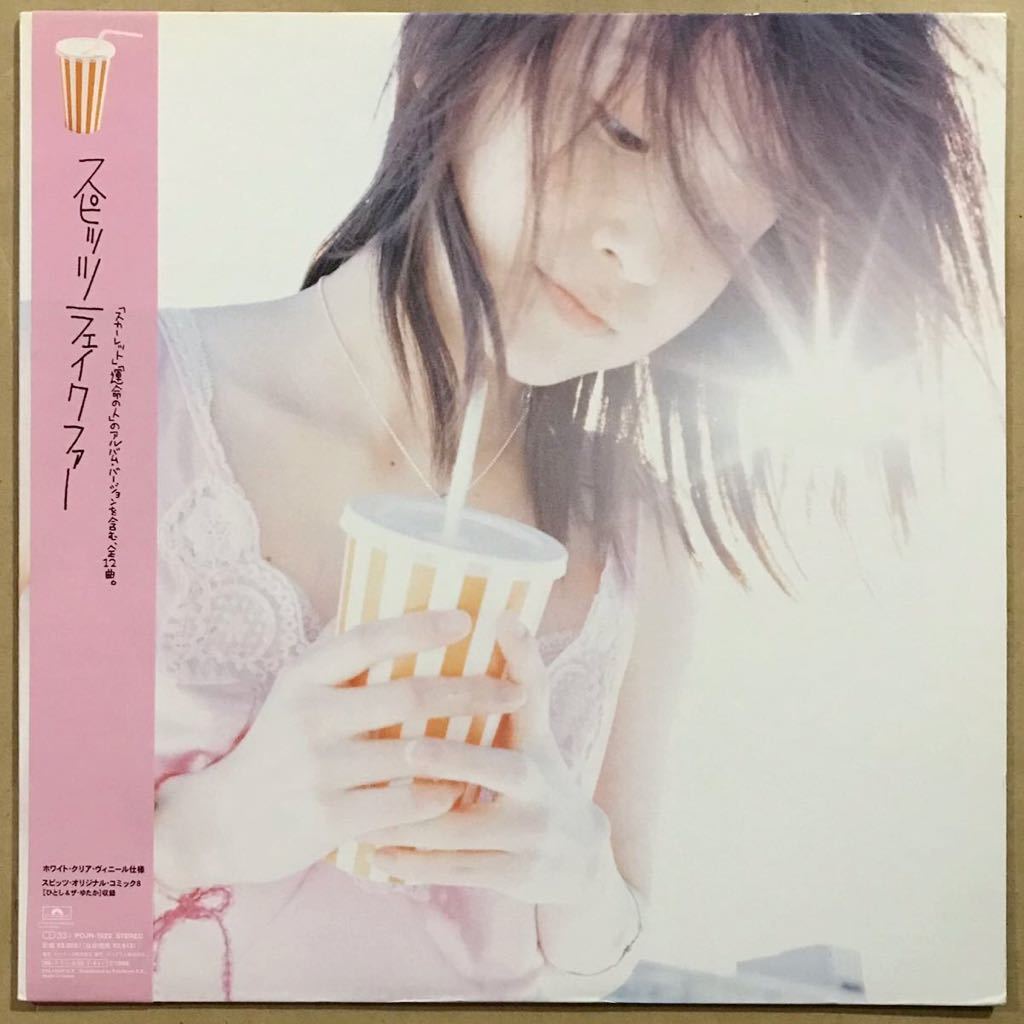 スピッツ/フェイクファー
「スカーレット」「運命の人」のアルバム・バージョンを含む、全12曲。
ホワイト・クリア・ヴィニール仕様
スピッツ・オリジナル・コミック8
[ひとし&ザ・ゆたか]収録
POJN-1022 STEREO